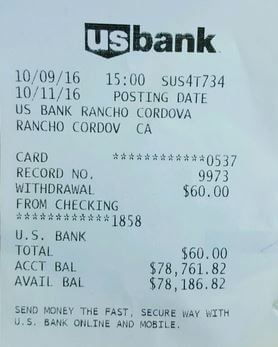 usbank
10/09/16 15:00 SUS4T734
10/11/16 POSTING DATE
US BANK RANCHO CORDOVA
RANCHO CORDOV CA
CARD ************0537
RECORD NO. 9973
WITHDRAWAL $60.00
FROM CHECKING
************1858
U.S. BANK
TOTAL $60.00
ACCT BAL $78,761.82
AVAIL BAL $78,186.82
SEND MONEY THE FAST, SECURE WAY WITH
U.S. BANK ONLINE AND MOBILE.